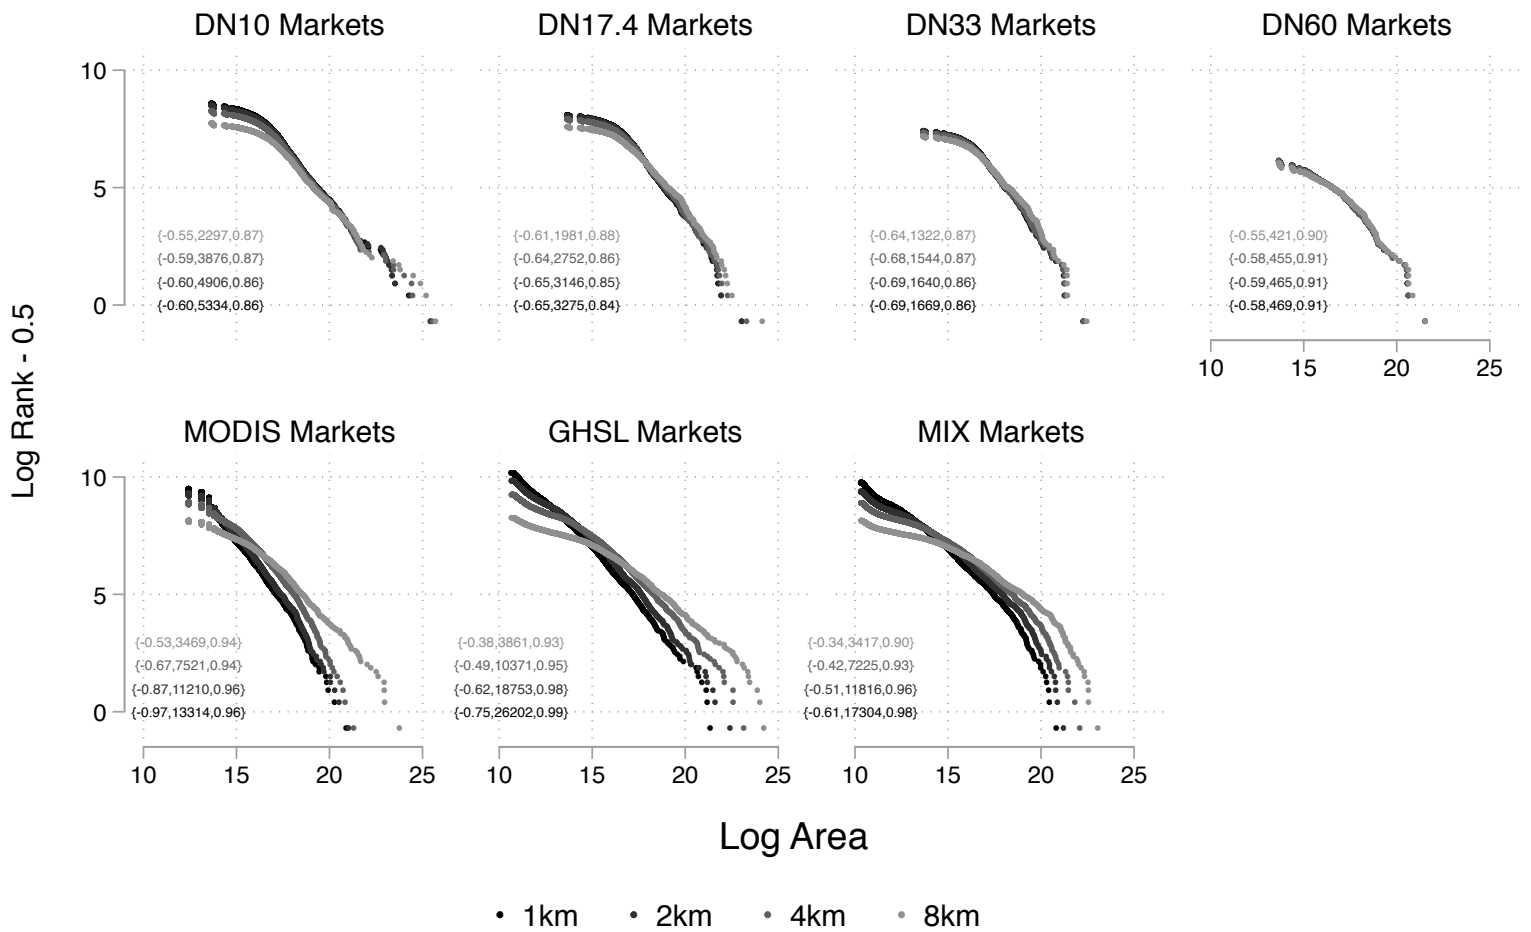 DN10 Markets
DN17.4 Markets
DN33 Markets
DN60 Markets
10
5
0
{-0.55,2297,0.87}
{-0.59,3876,0.87}
{-0.60,4906,0.86}
{-0.60,5334,0.86}
{-0.61,1981,0.88}
{-0.64,2752,0.86}
{-0.65,3146,0.85}
{-0.65,3275,0.84}
{-0.64,1322,0.87}
{-0.68,1544,0.87}
{-0.69,1640,0.86}
{-0.69,1669,0.86}
{-0.55,421,0.90}
{-0.58,455,0.91}
{-0.59,465,0.91}
{-0.58,469,0.91}
10 15 20 25
Log Rank - 0.5
MODIS Markets
GHSL Markets
MIX Markets
10
5
0
{-0.53,3469,0.94}
{-0.67,7521,0.94}
{-0.87,11210,0.96}
{-0.97,13314,0.96}
{-0.38,3861,0.93}
{-0.49,10371,0.95}
{-0.62,18753,0.98}
{-0.75,26202,0.99}
{-0.34,3417,0.90}
{-0.42,7225,0.93}
{-0.51,11816,0.96}
{-0.61,17304,0.98}
10 15 20 25
10 15 20 25
10 15 20 25
Log Area
1km 2km 4km 8km